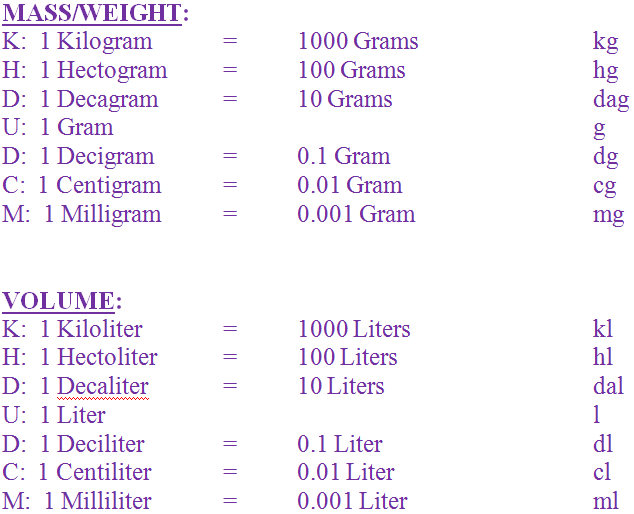 MASS/WEIGHT:
K: 1 Kilogram = 1000 Grams kg
H: 1 Hectogram = 100 Grams hg
D: 1 Decagram = 10 Grams dag
U: 1 Gram g
D: 1 Decigram = 0.1 Gram dg
C: 1 Centigram = 0.01 Gram cg
M: 1 Milligram = 0.001 Gram mg
VOLUME:
K: 1 Kiloliter = 1000 Liters kl
H: 1 Hectoliter = 100 Liters hl
D: 1 Decaliter = 10 Liters dal
U: 1 Liter l
D: 1 Deciliter = 0.1 Liter dl
C: 1 Centiliter = 0.01 Liter cl
M: 1 Milliliter = 0.001 Liter ml